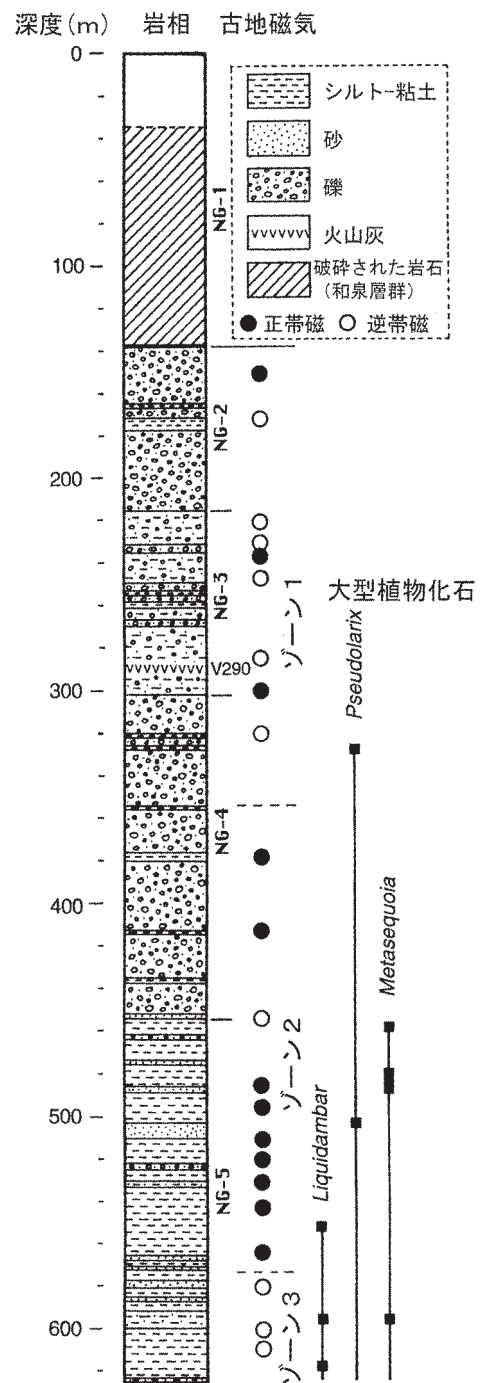 深度(m) 岩相 古地磁気
0
シルト-粘土
砂
礫
火山灰
破砕された岩石
(和泉層群)
正帯磁 逆帯磁
NG-1
100
NG-2
200
NG-3
大型植物化石
ゾーン1
Pseudolarix
V290
300
NG-4
400
Metasequoia
ゾーン2
500
Liquidambar
NG-5
ゾーン3
600